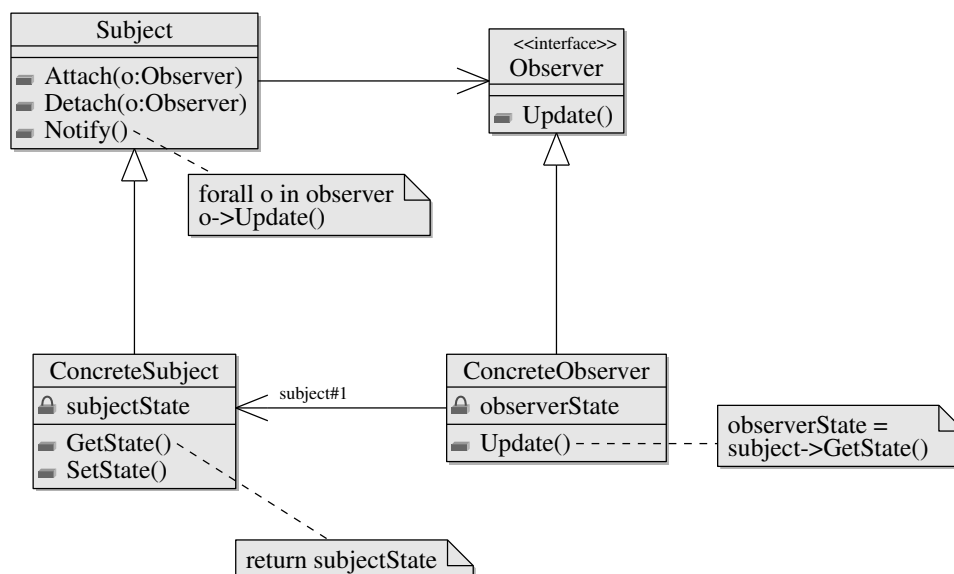 Subject
Attach(o:Observer)
Detach(o:Observer)
Notify()
<<interface>>
Observer
Update()
forall o in observer
o->Update()
ConcreteSubject
subjectState
GetState()
SetState()
subject#1
ConcreteObserver
observerState
Update()
observerState =
subject->GetState()
return subjectState